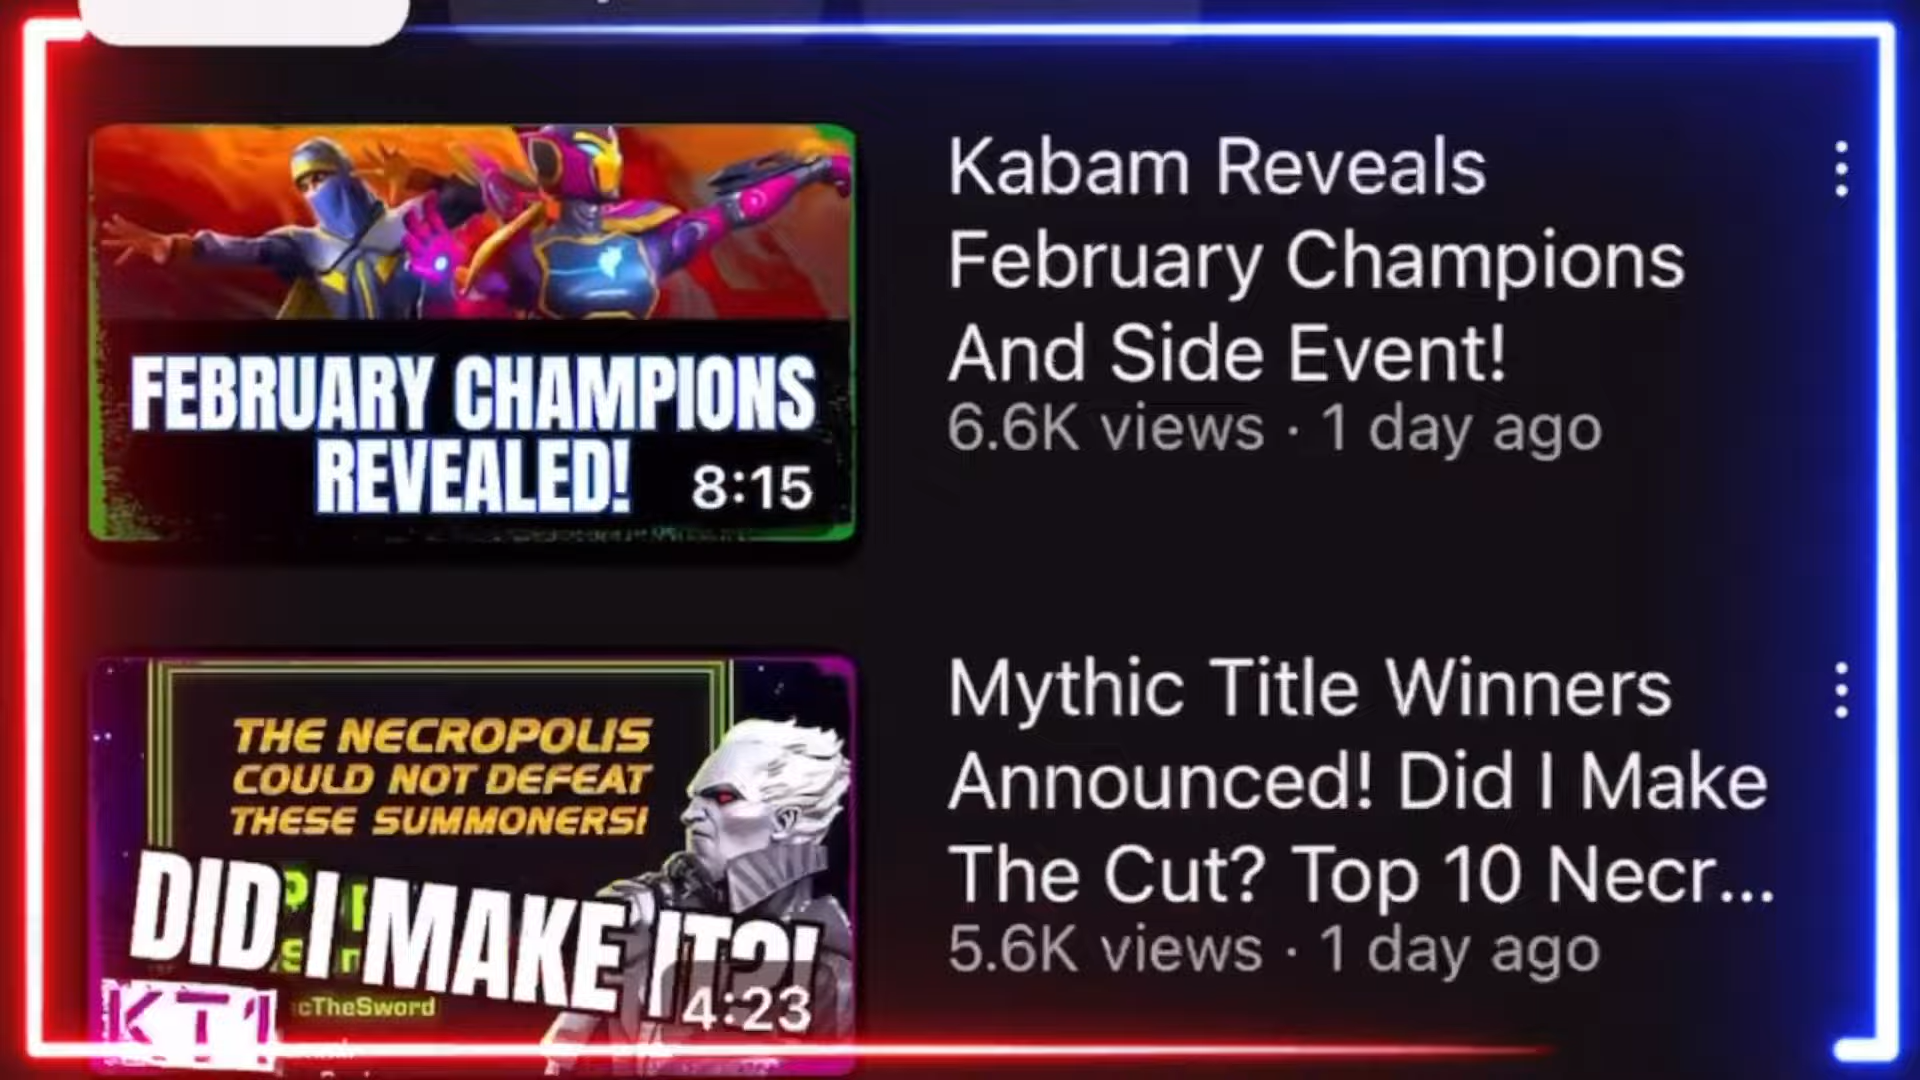 FEBRUARY CHAMPIONS
REVEALED!
8:15
Kabam Reveals
February Champions
And Side Event!
6.6K views · 1 day ago
THE NECROPOLIS
COULD NOT DEFEAT
THESE SUMMONERS!
DID I MAKE IT?!
cTheSword
KT1
4:23
Mythic Title Winners
Announced! Did I Make
The Cut? Top 10 Necr...
5.6K views · 1 day ago